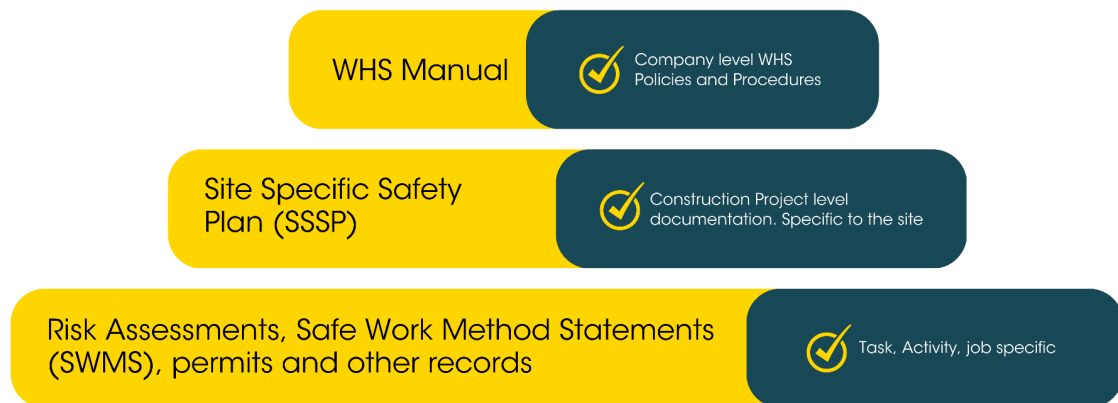 WHS Manual
Company level WHS
Policies and Procedures
Site Specific Safety
Plan (SSSP)
Construction Project level
documentation. Specific to the site
Risk Assessments, Safe Work Method Statements
(SWMS), permits and other records
Task, Activity, job specific